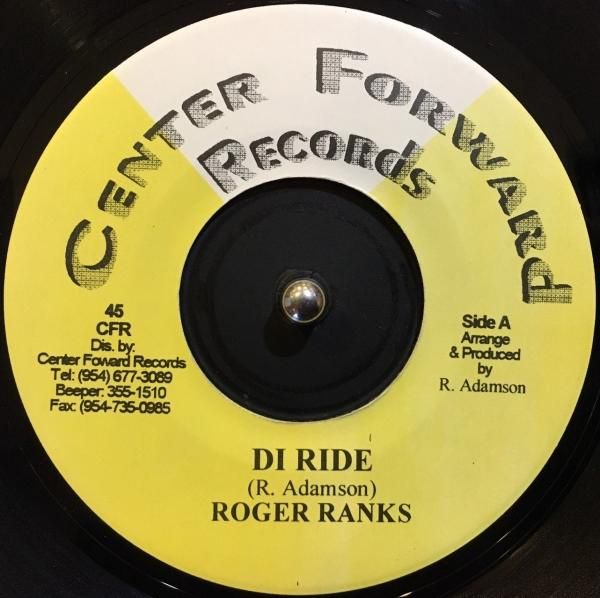 CENTER FORWARD
RECORDS
45
CFR
Dis. by:
Center Foward Records
Tel: (954) 677-3089
Beeper: 355-1510
Fax: (954-735-0985
Side A
Arrange
& Produced
by
R. Adamson
DI RIDE
(R. Adamson)
ROGER RANKS